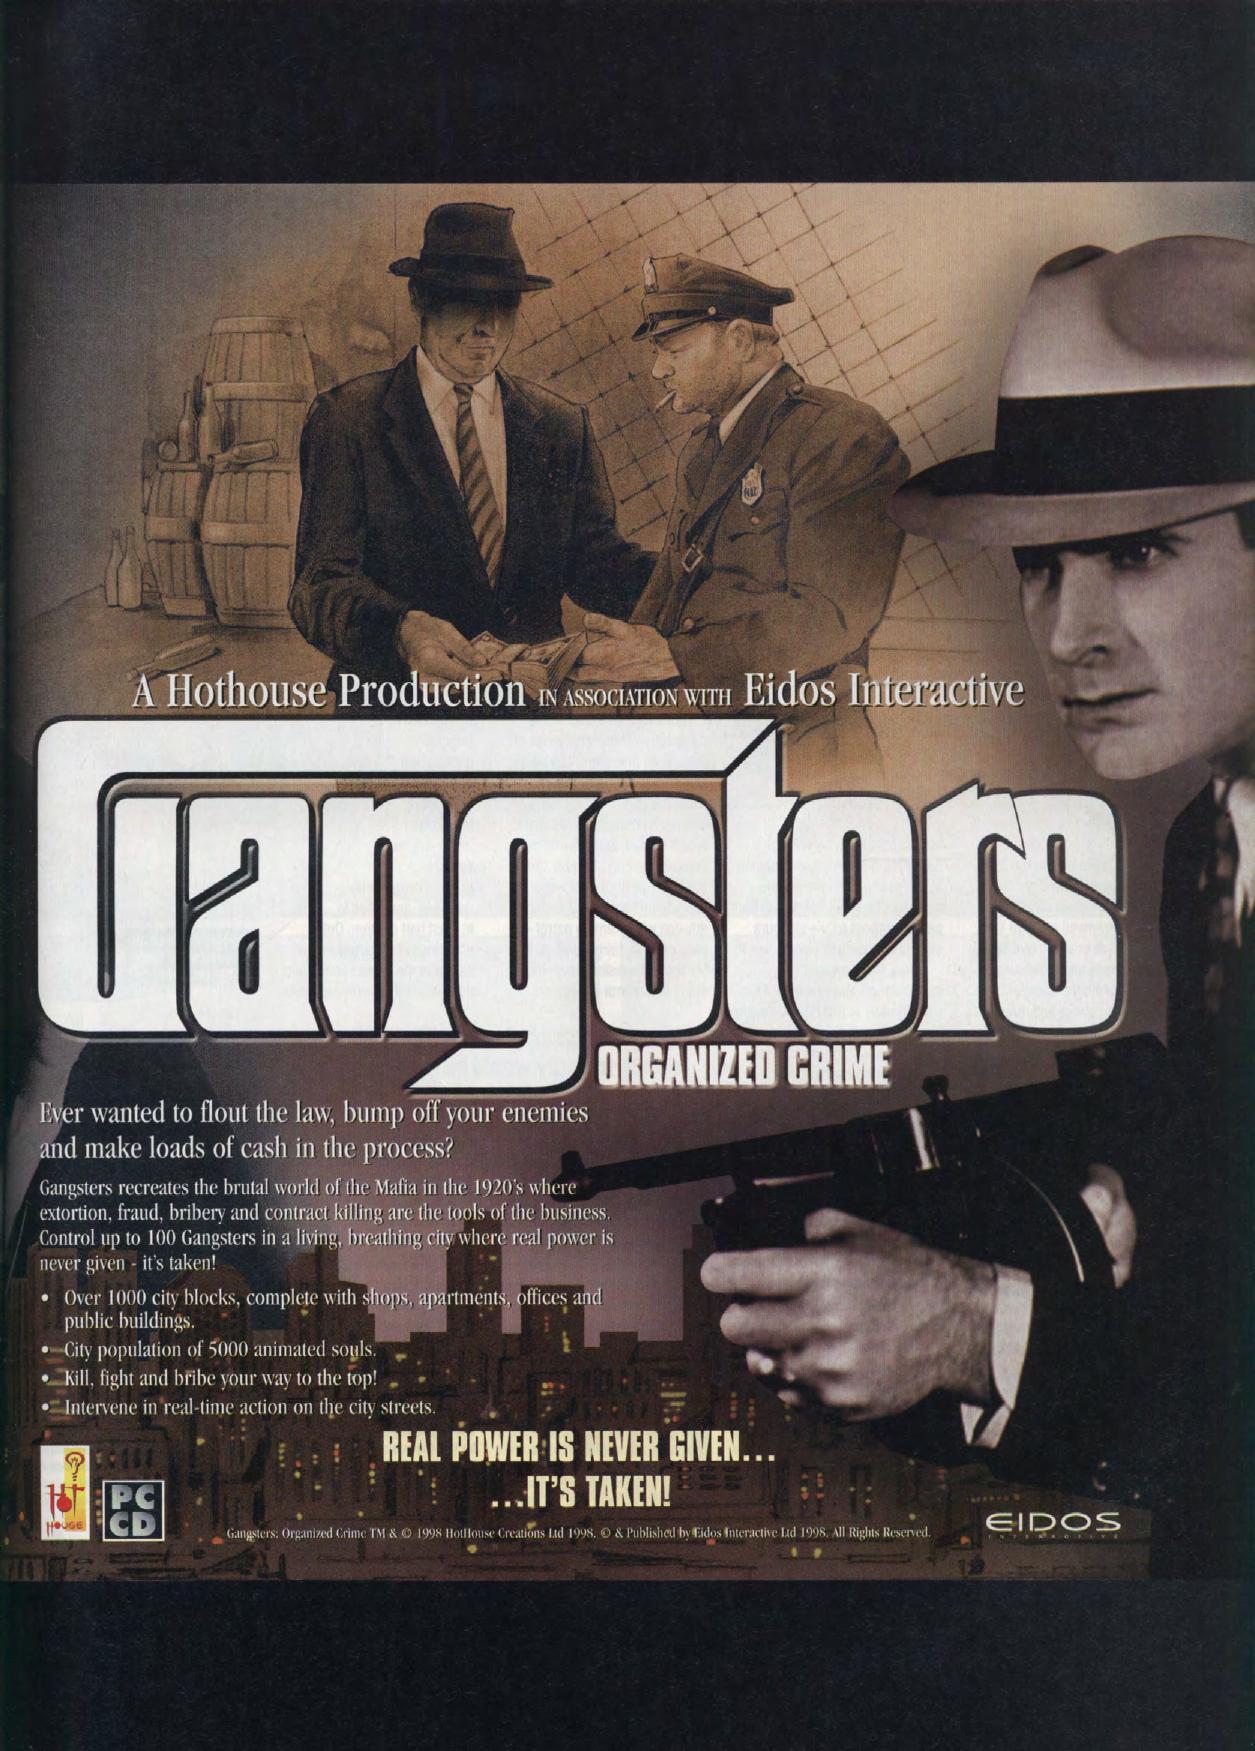 A Hothouse Production IN ASSOCIATION WITH Eidos Interactive
Gangsters
ORGANIZED CRIME
Ever wanted to flout the law, bump off your enemies
and make loads of cash in the process?
Gangsters recreates the brutal world of the Mafia in the 1920's where
extortion, fraud, bribery and contract killing are the tools of the business.
Control up to 100 Gangsters in a living, breathing city where real power is
never given - it's taken!
• Over 1000 city blocks, complete with shops, apartments, offices and
public buildings.
• City population of 5000 animated souls.
• Kill, fight and bribe your way to the top!
• Intervene in real-time action on the city streets.
REAL POWER IS NEVER GIVEN...
...IT'S TAKEN!
HOT
HOUSE
PC
CD
Gangsters: Organized Crime TM & © 1998 HotHouse Creations Ltd 1998. © & Published by Eidos Interactive Ltd 1998. All Rights Reserved.
EIDOS
INTERACTIVE